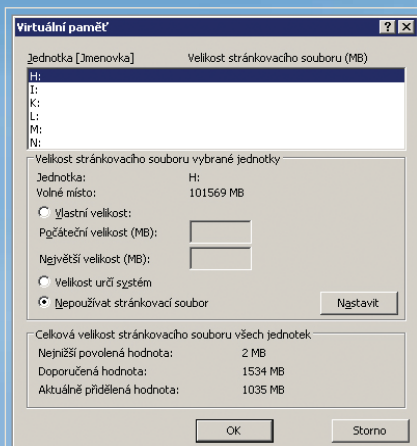 Virtuální paměť
Jednotka [Jmenovka] Velikost stránkovacího souboru (MB)
H:
I:
K:
L:
M:
N:
Velikost stránkovacího souboru vybrané jednotky
Jednotka: H:
Volné místo: 101569 MB
Vlastní velikost:
Počáteční velikost (MB):
Největší velikost (MB):
Velikost určí systém
Nepoužívat stránkovací soubor Nastavit
Celková velikost stránkovacího souboru všech jednotek
Nejnižší povolená hodnota: 2 MB
Doporučená hodnota: 1534 MB
Aktuálně přidělená hodnota: 1035 MB
OK Storno